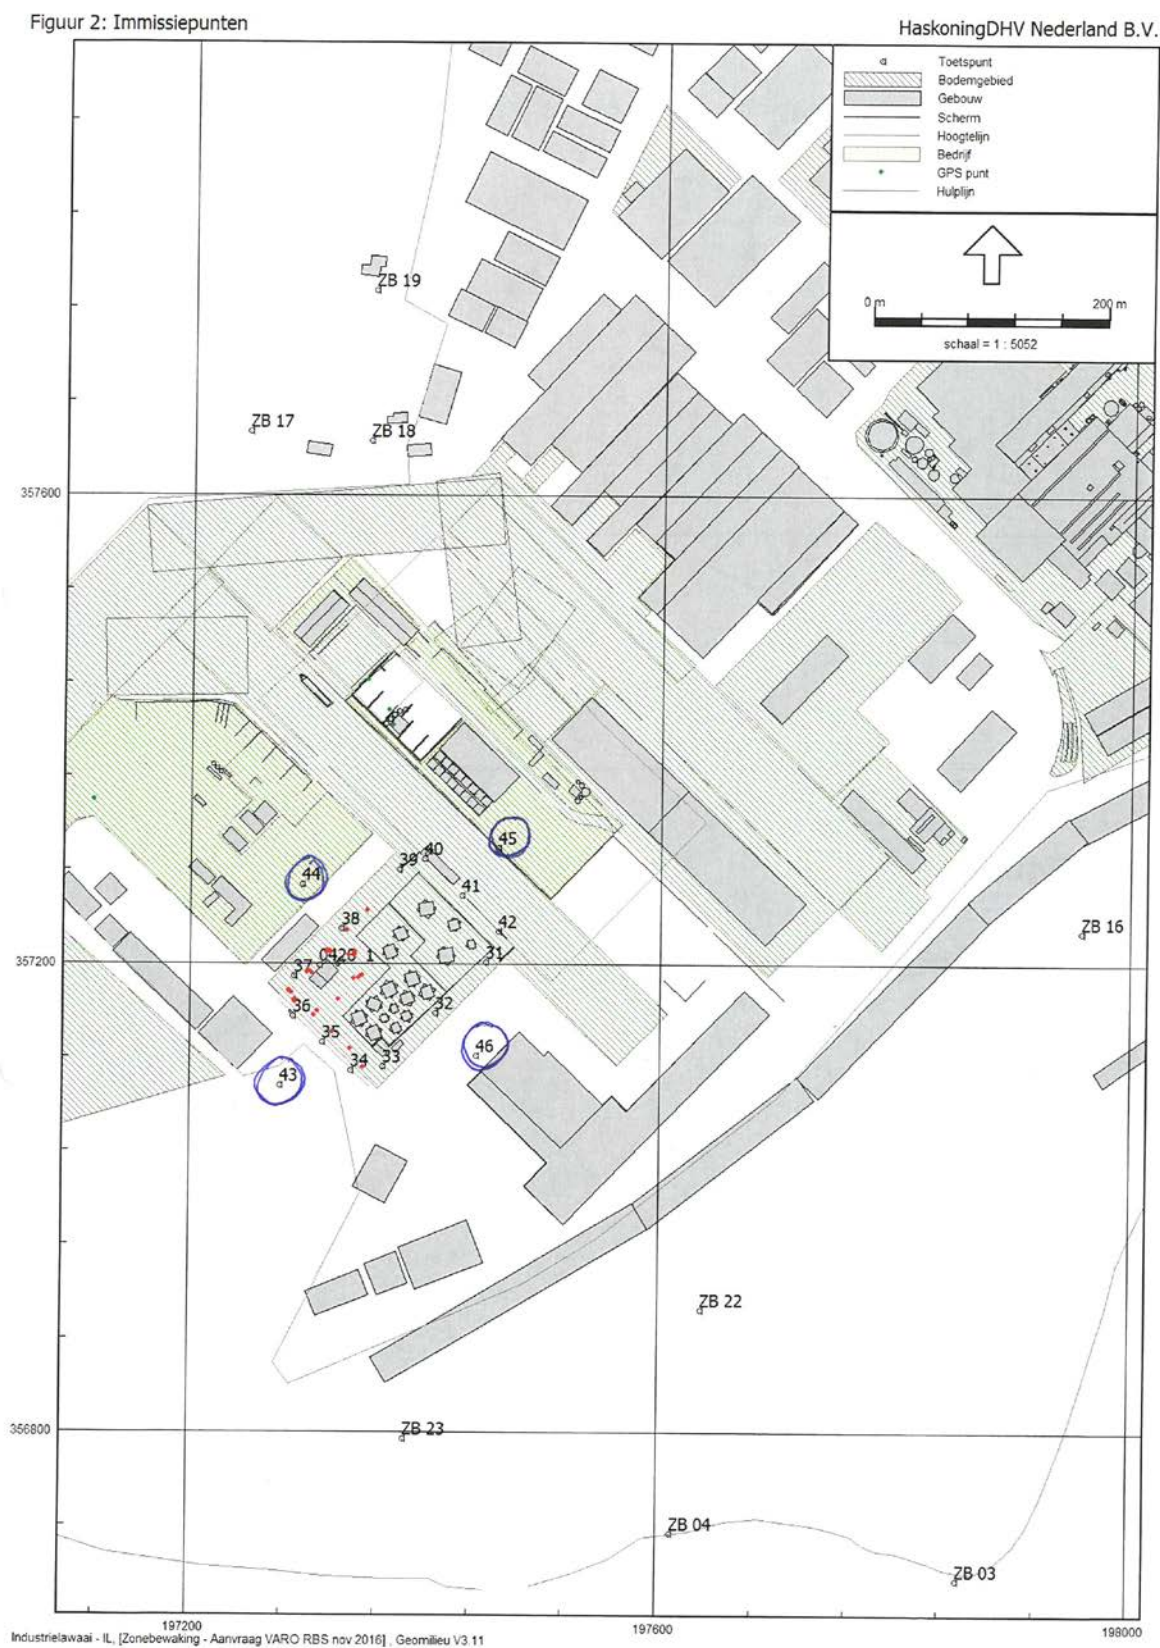 Figuur 2: Immissiepunten
HaskoningDHV Nederland B.V.
Toetspunt
Bodemgebied
Gebouw
Scherm
Hoogtelijn
Bedrijf
GPS punt
Hulplijn
0 m
200 m
schaal = 1 : 5052
ZB 19
ZB 17
ZB 18
357600
45
40
39
44
41
38
42
ZB 16
357200
37
1
31
36
32
35
46
34
33
43
ZB 22
356800
ZB 23
ZB 04
ZB 03
197200
197600
198000
Industrielawaai - IL, [Zonebewaking - Aanvraag VARO RBS nov 2016] , Geomilieu V3.11